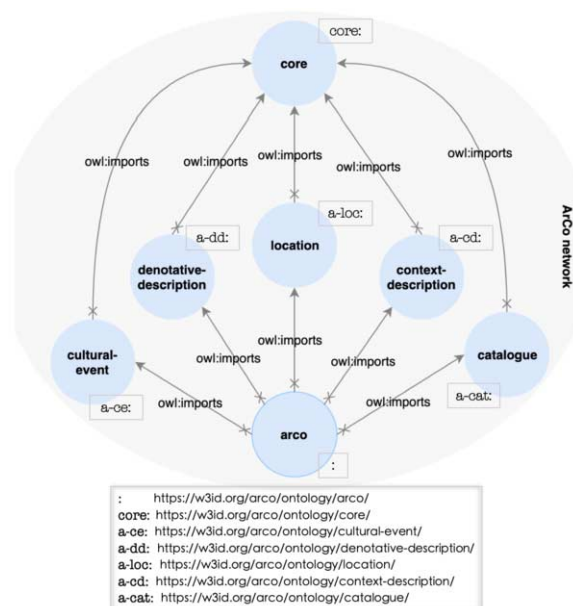 core:
core
owl:imports
owl:imports
owl:imports
owl:imports
owl:imports
ArCo network
a-dd:
a-loc:
a-cd:
location
denotative-
description
context-
description
cultural-
event
owl:imports
owl:imports
owl:imports
catalogue
a-ce:
owl:imports
owl:imports
a-cat:
arco
:
: https://w3id.org/arco/ontology/arco/
core: https://w3id.org/arco/ontology/core/
a-ce: https://w3id.org/arco/ontology/cultural-event/
a-dd: https://w3id.org/arco/ontology/denotative-description/
a-loc: https://w3id.org/arco/ontology/location/
a-cd: https://w3id.org/arco/ontology/context-description/
a-cat: https://w3id.org/arco/ontology/catalogue/